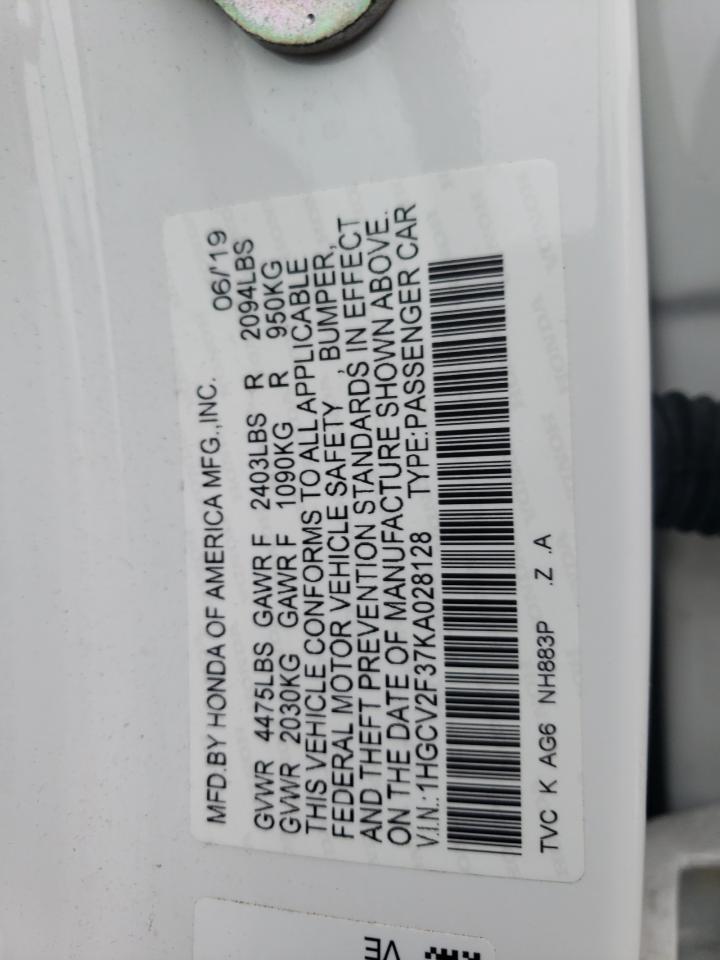 MFD.BY HONDA OF AMERICA MFG.,INC. 06/'19
GVWR 4475LBS GAWR F 2403LBS R 2094LBS
GVWR 2030KG GAWR F 1090KG R 950KG
THIS VEHICLE CONFORMS TO ALL APPLICABLE
FEDERAL MOTOR VEHICLE SAFETY , BUMPER,
AND THEFT PREVENTION STANDARDS IN EFFECT
ON THE DATE OF MANUFACTURE SHOWN ABOVE.
V.I.N.:1HGCV2F37KA028128 TYPE:PASSENGER CAR
TVC K AG6 NH883P .Z .A
VE